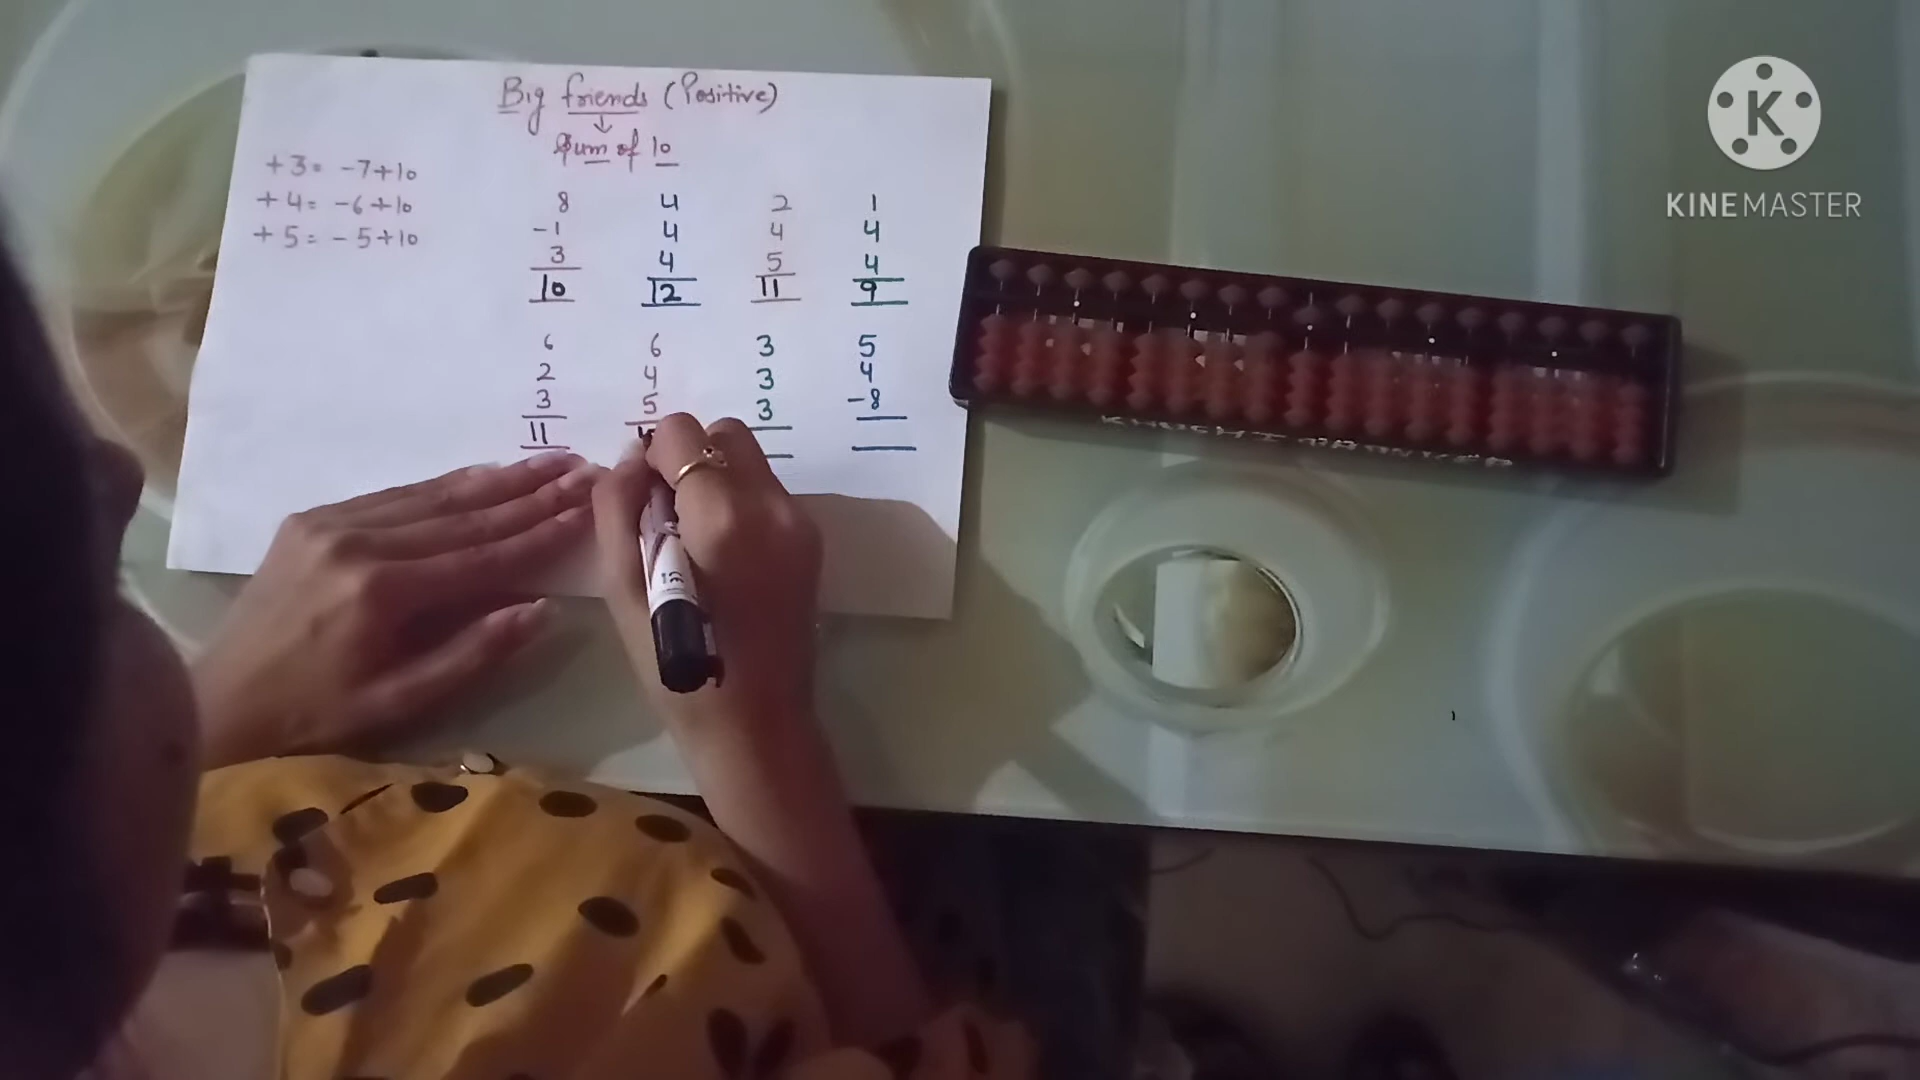 Big friends (Positive)
Sum of 10
+3= -7+10
+4= -6+10
+5= -5+10
8 4 2 1
-1 4 4 4
3 4 5 4
10 12 11 9
6 6 3 5
2 4 3 4
3 5 3 -8
11
K
KINEMASTER